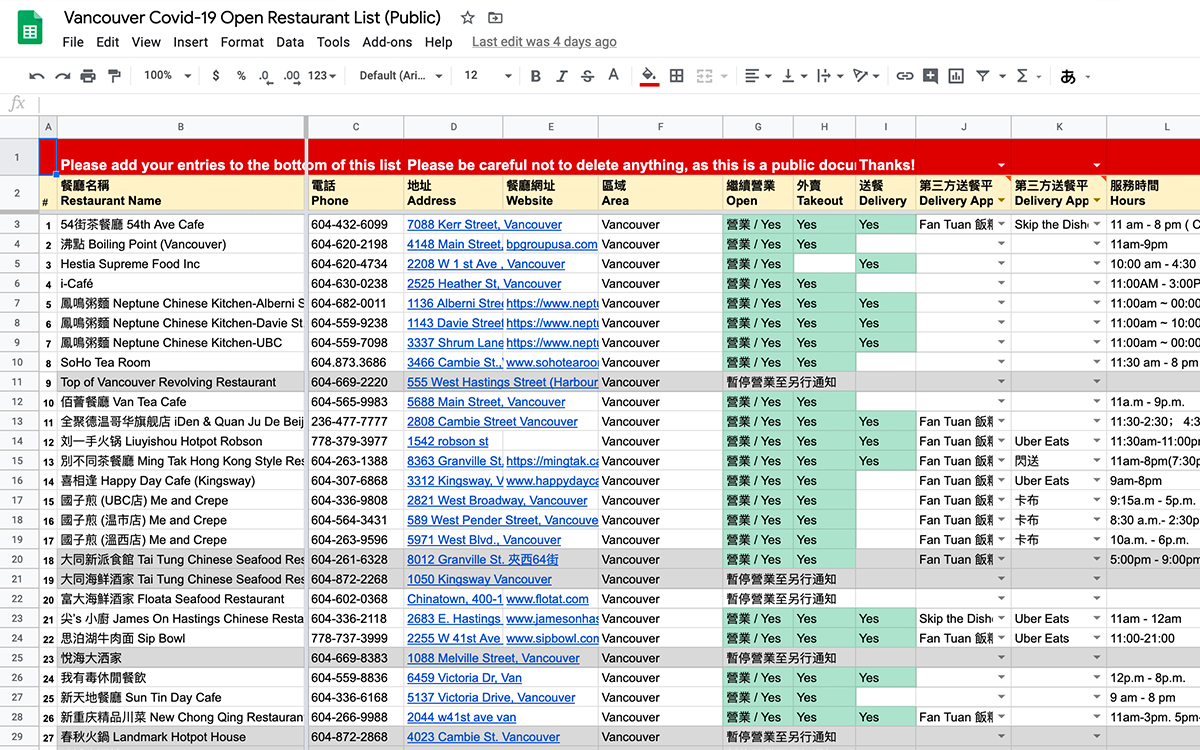 Vancouver Covid-19 Open Restaurant List (Public)
File Edit View Insert Format Data Tools Add-ons Help Last edit was 4 days ago
100% $ % .0 .00 123 Default (Ari... 12 B I S A あ
fx
A B C D E F G H I J K L
1 Please add your entries to the bottom of this list Please be careful not to delete anything, as this is a public docu Thanks!
2 # 餐廳名稱 Restaurant Name 電話 Phone 地址 Address 餐廳網址 Website 區域 Area 繼續營業 Open 外賣 Takeout 送餐 Delivery 第三方送餐平 Delivery App 第三方送餐平 Delivery App 服務時間 Hours
3 1 54街茶餐廳 54th Ave Cafe 604-432-6099 7088 Kerr Street, Vancouver Vancouver 營業 / Yes Yes Yes Fan Tuan 飯 Skip the Dish 11 am - 8 pm ( C
4 2 沸點 Boiling Point (Vancouver) 604-620-2198 4148 Main Street, bpgroupusa.com Vancouver 營業 / Yes Yes 11am-9pm
5 3 Hestia Supreme Food Inc 604-620-4734 2208 W 1 st Ave , Vancouver Vancouver 營業 / Yes Yes 10:00 am - 4:30
6 4 i-Café 604-630-0238 2525 Heather St, Vancouver Vancouver 營業 / Yes Yes 11:00AM - 3:00P
7 5 鳳鳴粥麵 Neptune Chinese Kitchen-Alberni S 604-682-0011 1136 Alberni Stree https://www.neptu Vancouver 營業 / Yes Yes Yes 11:00am ~ 00:00
8 6 鳳鳴粥麵 Neptune Chinese Kitchen-Davie St. 604-559-9238 1143 Davie Street https://www.neptu Vancouver 營業 / Yes Yes Yes 11:00am ~ 10:00
9 7 鳳鳴粥麵 Neptune Chinese Kitchen-UBC 604-559-7098 3337 Shrum Lane https://www.neptu Vancouver 營業 / Yes Yes Yes 11:00am ~ 00:00
10 8 SoHo Tea Room 604.873.3686 3466 Cambie St., www.sohotearoo Vancouver 營業 / Yes Yes 11:30 am - 8 pm
11 9 Top of Vancouver Revolving Restaurant 604-669-2220 555 West Hastings Street (Harbour Vancouver 暫停營業至另行通知
12 10 佰薈餐廳 Van Tea Cafe 604-565-9983 5688 Main Street, Vancouver Vancouver 營業 / Yes Yes 11a.m - 9p.m.
13 11 全聚德温哥华旗舰店 iDen & Quan Ju De Beij 236-477-7777 2808 Cambie Street Vancouver Vancouver 營業 / Yes Yes Yes Fan Tuan 飯 11:30-2:30； 4:3
14 12 刘一手火锅 Liuyishou Hotpot Robson 778-379-3977 1542 robson st Vancouver 營業 / Yes Yes Yes Fan Tuan 飯 Uber Eats 11:30am-11:00pm
15 13 別不同茶餐廳 Ming Tak Hong Kong Style Res 604-263-1388 8363 Granville St, https://mingtak.ca Vancouver 營業 / Yes Yes Yes Fan Tuan 飯 閃送 11am-8pm(7:30p
16 14 喜相逢 Happy Day Cafe (Kingsway) 604-307-6868 3312 Kingsway, V www.happydayca Vancouver 營業 / Yes Yes Fan Tuan 飯 Uber Eats 9am-8pm
17 15 國子煎 (UBC店) Me and Crepe 604-336-9808 2821 West Broadway, Vancouver Vancouver 營業 / Yes Yes Fan Tuan 飯 卡布 9:15a.m - 5p.m.
18 16 國子煎 (溫市店) Me and Crepe 604-564-3431 589 West Pender Street, Vancouve Vancouver 營業 / Yes Yes Fan Tuan 飯 卡布 8:30 a.m.- 2:30p
19 17 國子煎 (溫西店) Me and Crepe 604-263-9596 5971 West Blvd., Vancouver Vancouver 營業 / Yes Yes Fan Tuan 飯 卡布 10a.m. - 6p.m.
20 18 大同新派食館 Tai Tung Chinese Seafood Res 604-261-6328 8012 Granville St. 夾西64街 Vancouver 營業 / Yes Yes Fan Tuan 飯 5:00pm - 9:00pm
21 19 大同海鮮酒家 Tai Tung Chinese Seafood Res 604-872-2268 1050 Kingsway Vancouver Vancouver 暫停營業至另行通知
22 20 富大海鮮酒家 Floata Seafood Restaurant 604-602-0368 Chinatown, 400-1 www.flotat.com Vancouver 暫停營業至另行通知
23 21 尖's 小廚 James On Hastings Chinese Resta 604-336-2118 2683 E. Hastings www.jamesonhas Vancouver 營業 / Yes Yes Yes Skip the Dish Uber Eats 11am - 12am
24 22 思泊湖牛肉面 Sip Bowl 778-737-3999 2255 W 41st Ave www.sipbowl.com Vancouver 營業 / Yes Yes Yes Fan Tuan 飯 Uber Eats 11:00-21:00
25 23 悅海大洒家 604-669-8383 1088 Melville Street, Vancouver Vancouver 暫停營業至另行通知
26 24 我有毒休閒餐飲 604-559-8836 6459 Victoria Dr, Van Vancouver 營業 / Yes Yes Yes 12p.m - 8p.m.
27 25 新天地餐廳 Sun Tin Day Cafe 604-336-6168 5137 Victoria Drive, Vancouver Vancouver 營業 / Yes Yes 9 am - 8 pm
28 26 新重庆精品川菜 New Chong Qing Restauran 604-266-9988 2044 w41st ave van Vancouver 營業 / Yes Yes Yes Fan Tuan 飯 11am-3pm. 5pm-
29 27 春秋火鍋 Landmark Hotpot House 604-872-2868 4023 Cambie St. Vancouver Vancouver 暫停營業至另行通知